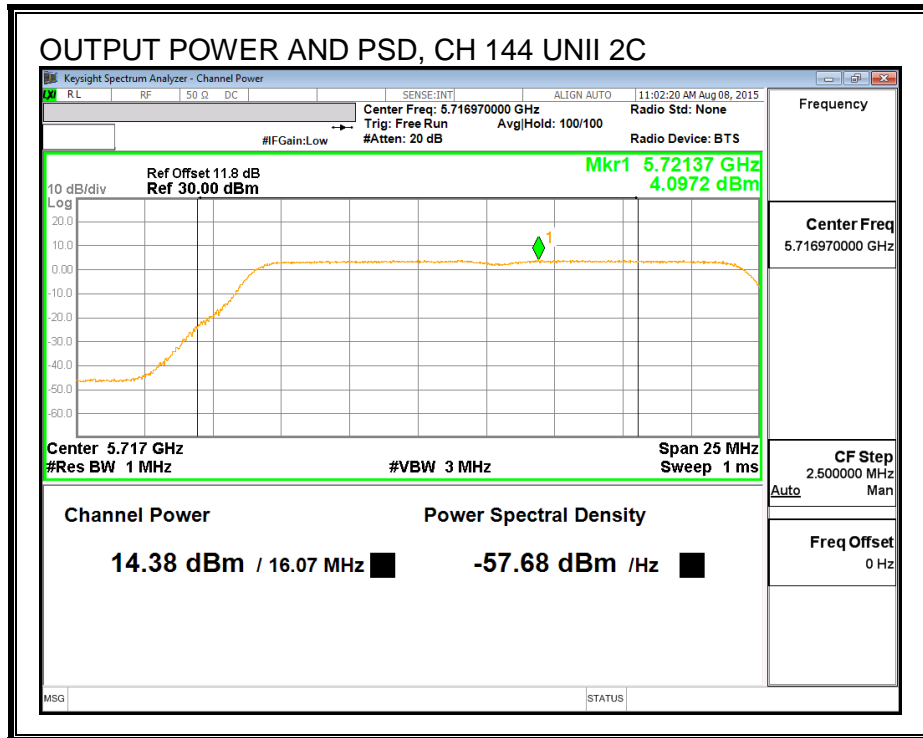 OUTPUT POWER AND PSD, CH 144 UNII 2C
Keysight Spectrum Analyzer - Channel Power
LXI RL RF 50 Ω DC SENSE:INT ALIGN AUTO 11:02:20 AM Aug 08, 2015
Center Freq: 5.716970000 GHz Radio Std: None
Trig: Free Run Avg|Hold: 100/100
#IFGain:Low #Atten: 20 dB Radio Device: BTS
Mkr1 5.72137 GHz
4.0972 dBm
Ref Offset 11.8 dB
10 dB/div Ref 30.00 dBm
Log
20.0
10.0
0.00
-10.0
-20.0
-30.0
-40.0
-50.0
-60.0
1
Center 5.717 GHz Span 25 MHz
#Res BW 1 MHz #VBW 3 MHz Sweep 1 ms
Channel Power Power Spectral Density
14.38 dBm / 16.07 MHz -57.68 dBm /Hz
MSG STATUS
Frequency
Center Freq
5.716970000 GHz
CF Step
2.500000 MHz
Auto Man
Freq Offset
0 Hz